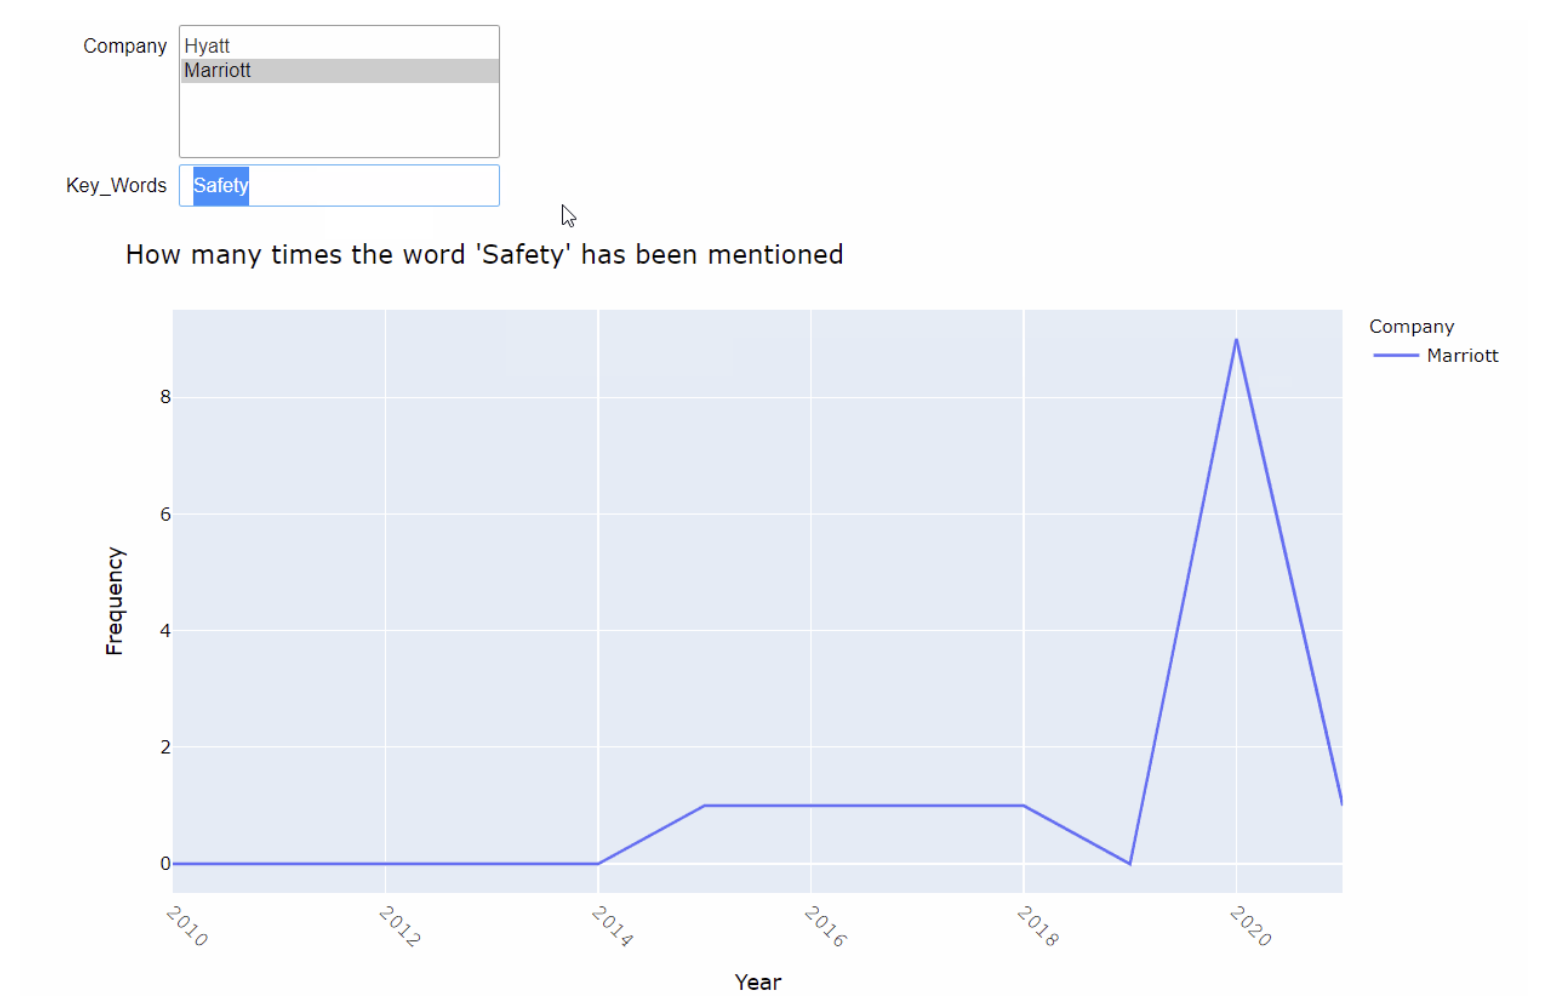 Company
Hyatt
Marriott
Key_Words
Safety
How many times the word 'Safety' has been mentioned
Company
Marriott
8
6
4
2
0
Frequency
2010
2012
2014
2016
2018
2020
Year